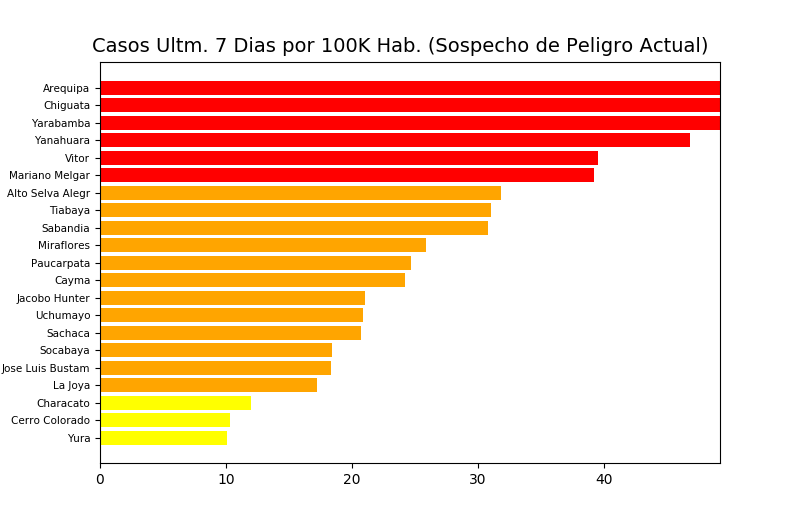 Casos Ultm. 7 Dias por 100K Hab. (Sospecho de Peligro Actual)
Arequipa
Chiguata
Yarabamba
Yanahuara
Vitor
Mariano Melgar
Alto Selva Alegr
Tiabaya
Sabandia
Miraflores
Paucarpata
Cayma
Jacobo Hunter
Uchumayo
Sachaca
Socabaya
Jose Luis Bustam
La Joya
Characato
Cerro Colorado
Yura
0 10 20 30 40